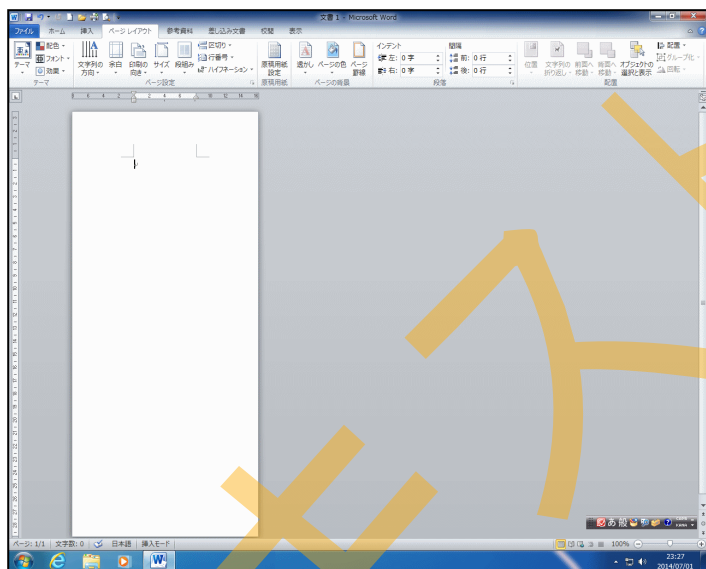 文書 1 - Microsoft Word
ファイル ホーム 挿入 ページ レイアウト 参考資料 差し込み文書 校閲 表示
テーマ 配色 フォント 効果 文字列の方向 余白 印刷の向き サイズ 段組み 区切り 行番号 ハイフネーション 原稿用紙設定 透かし ページの色 ページ罫線 インデント 左: 0 字 右: 0 字 間隔 前: 0 行 後: 0 行 位置 文字列の折り返し 前面へ移動 背面へ移動 オブジェクトの選択と表示 配置 グループ化 回転
テーマ ページ設定 原稿用紙 ページの背景 段落 配置
あ 般
ページ: 1/1 文字数: 0 日本語 挿入モード 100%
23:27
2014/07/01